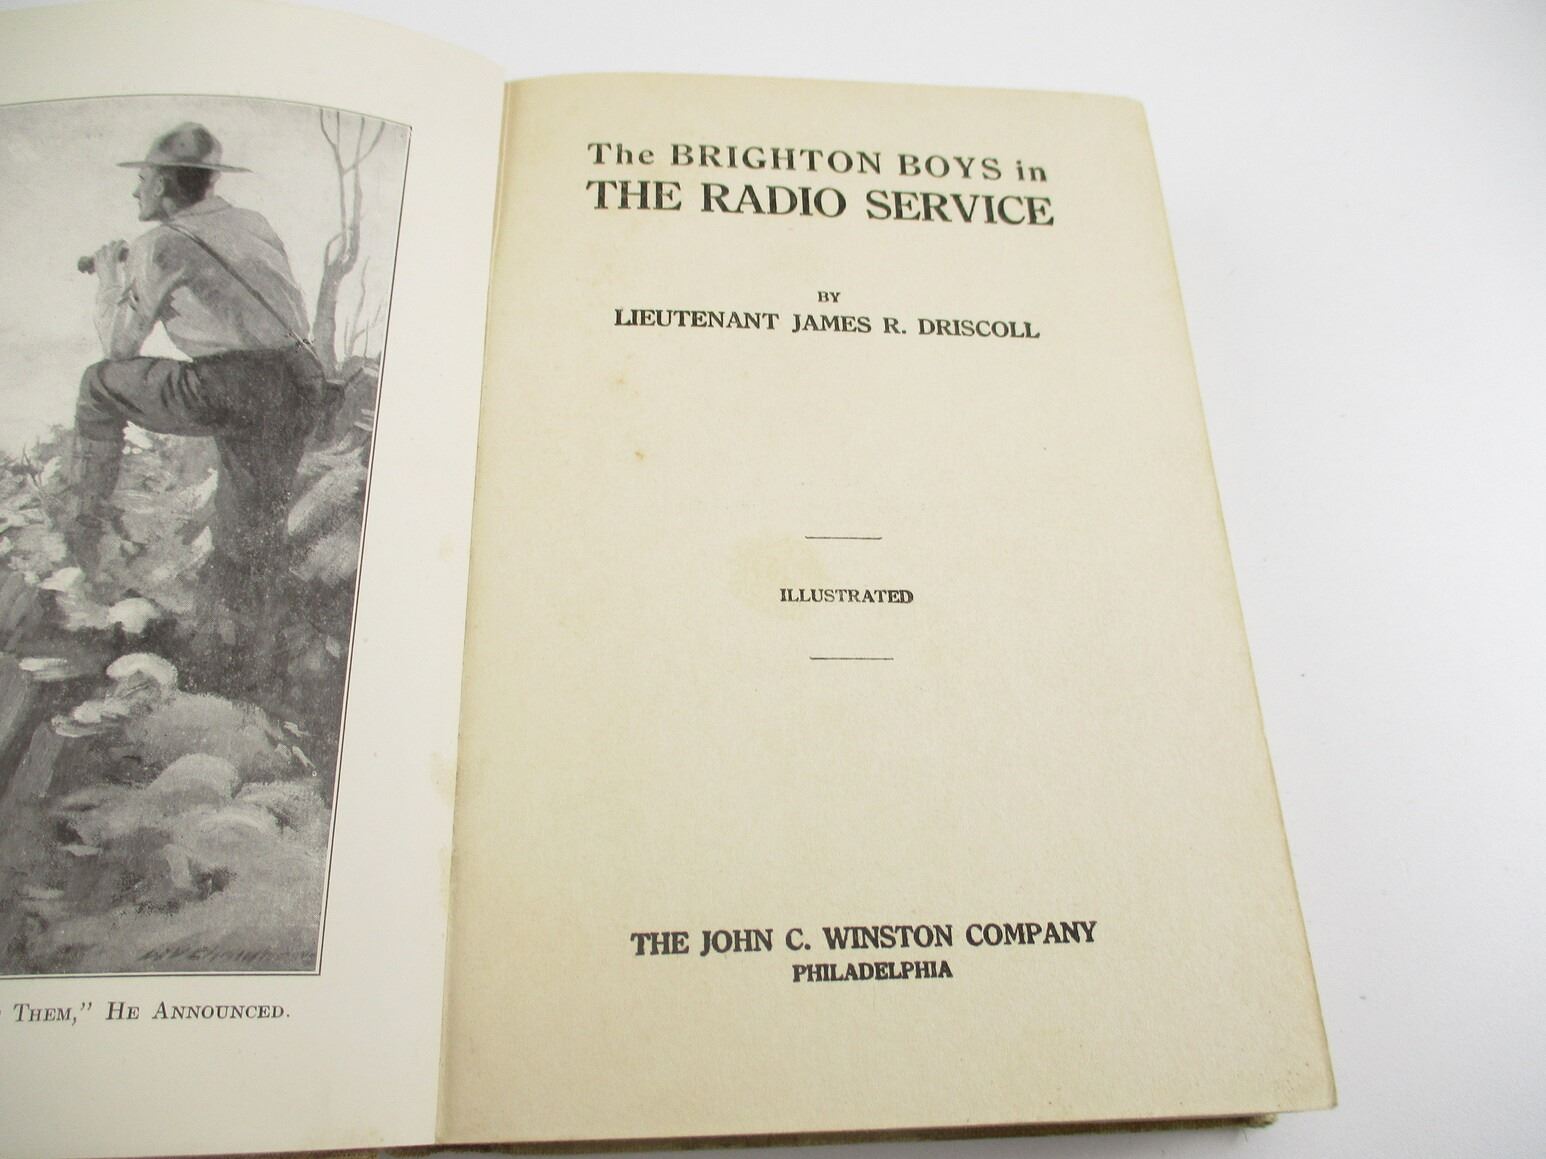 THEM," HE ANNOUNCED.
The BRIGHTON BOYS in
THE RADIO SERVICE
BY
LIEUTENANT JAMES R. DRISCOLL
ILLUSTRATED
THE JOHN C. WINSTON COMPANY
PHILADELPHIA